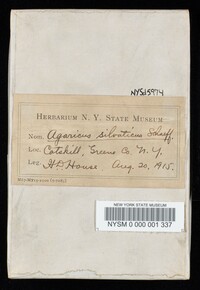 NYSf5974
HERBARIUM N. Y. STATE MUSEUM
NAM. Agaricus silvaticus Schaeff.
LOC. Catskill, Greene Co. N. Y.
LEG. H D House, Aug. 20, 1915.
NEW YORK STATE MUSEUM
NYSM 0 000 001 337